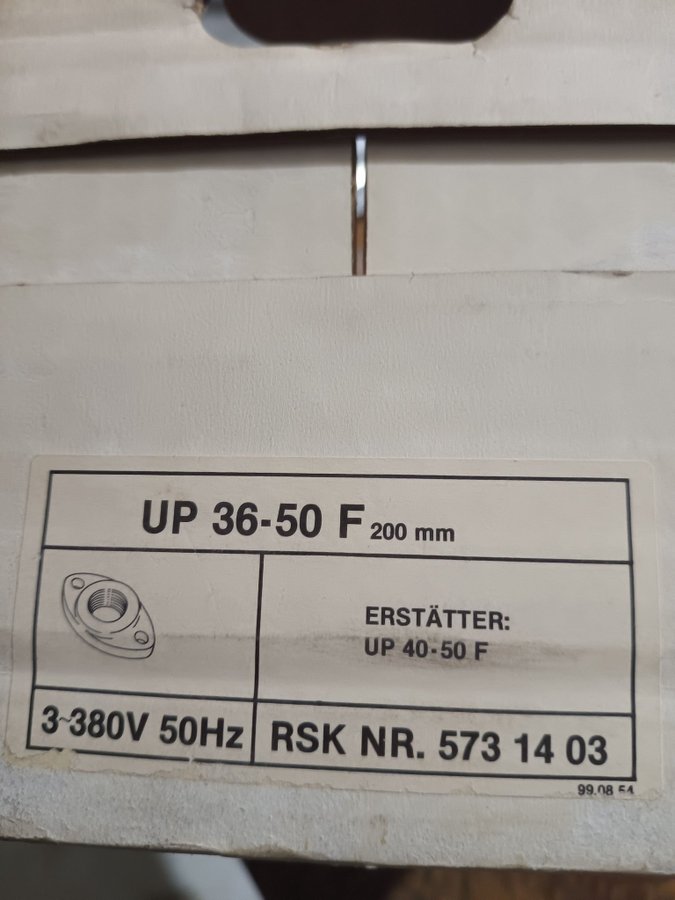 UP 36-50 F 200 mm
ERSTÄTTER:
UP 40-50 F
3~380V 50Hz
RSK NR. 573 14 03
99.08 54